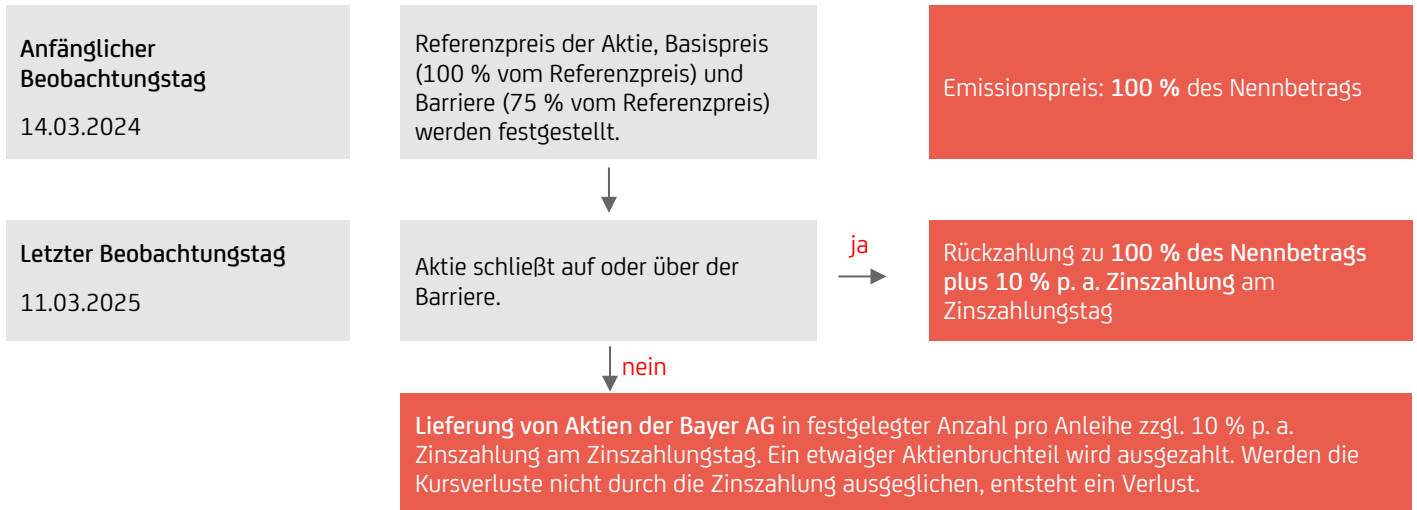 Anfänglicher
Beobachtungstag
14.03.2024
Referenzpreis der Aktie, Basispreis
(100 % vom Referenzpreis) und
Barriere (75 % vom Referenzpreis)
werden festgestellt.
Emissionspreis: 100 % des Nennbetrags
Letzter Beobachtungstag
11.03.2025
Aktie schließt auf oder über der
Barriere.
ja
Rückzahlung zu 100 % des Nennbetrags
plus 10 % p. a. Zinszahlung am
Zinszahlungstag
nein
Lieferung von Aktien der Bayer AG in festgelegter Anzahl pro Anleihe zzgl. 10 % p. a.
Zinszahlung am Zinszahlungstag. Ein etwaiger Aktienbruchteil wird ausgezahlt. Werden die
Kursverluste nicht durch die Zinszahlung ausgeglichen, entsteht ein Verlust.